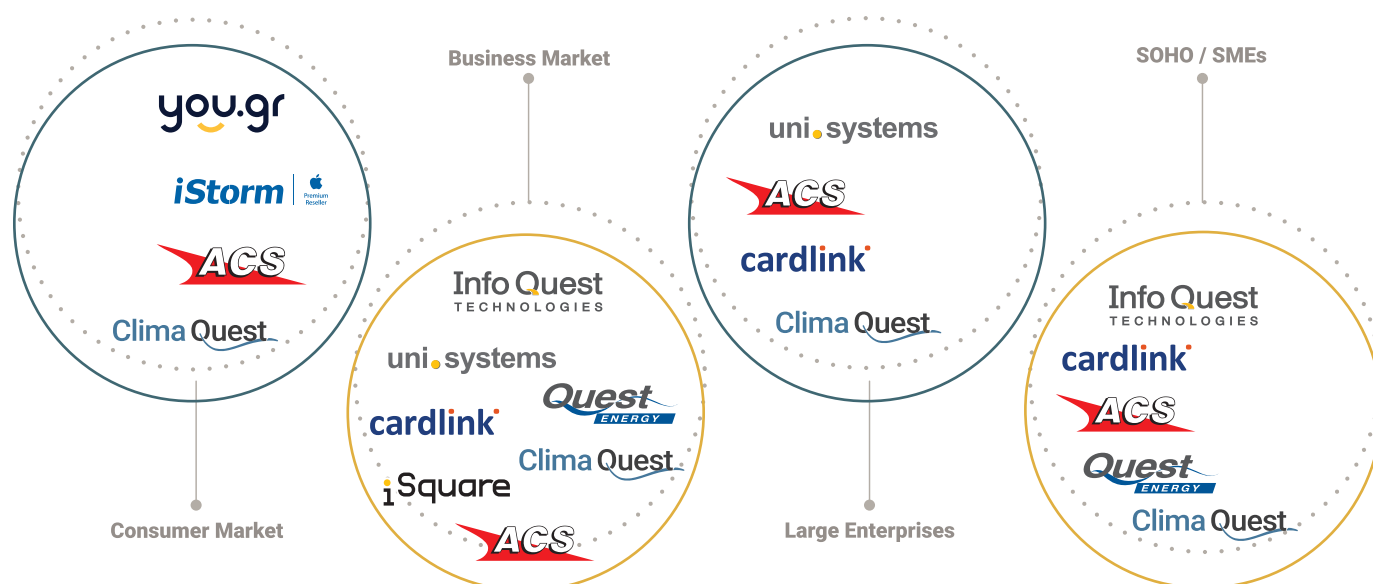 you.gr
iStorm
Premium
Reseller
ACS
Clima Quest
Consumer Market
Business Market
Info Quest
TECHNOLOGIES
uni.systems
Quest
ENERGY
cardlink
Clima Quest
iSquare
ACS
uni.systems
ACS
cardlink
Clima Quest
Large Enterprises
SOHO / SMEs
Info Quest
TECHNOLOGIES
cardlink
ACS
Quest
ENERGY
Clima Quest